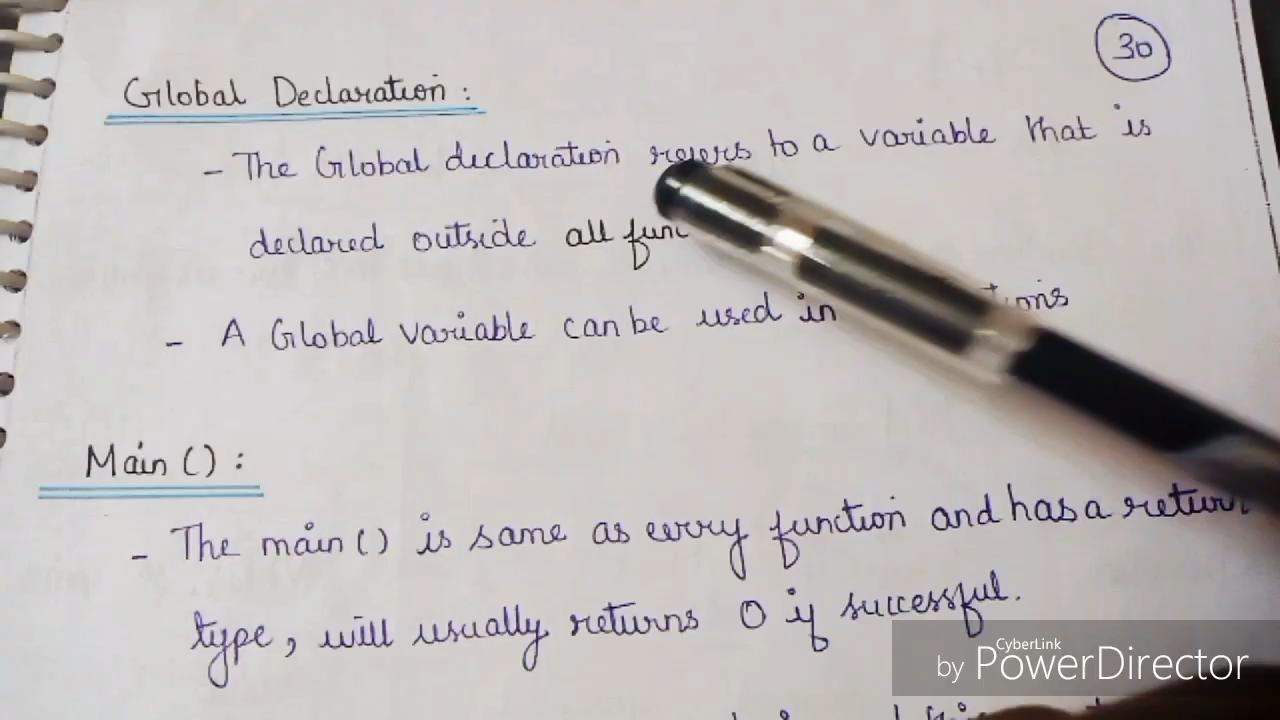 30
Global Declaration:
- The Global declaration refers to a variable that is
declared outside all func
- A Global variable can be used in
Main():
- The main() is same as every function and has a return
type, will usually returns 0 if successful.
CyberLink
by PowerDirector